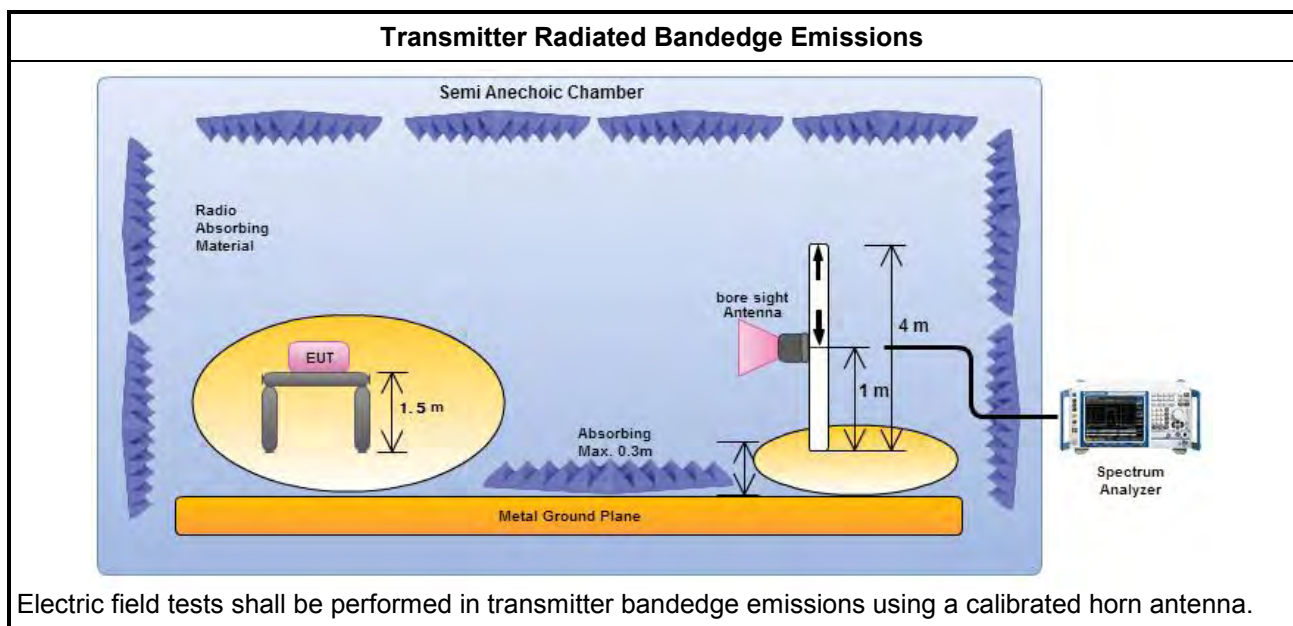 Transmitter Radiated Bandedge Emissions
Semi Anechoic Chamber
Radio
Absorbing
Material
bore sight
Antenna
4 m
EUT
1 m
1.5 m
Absorbing
Max. 0.3m
Spectrum
Analyzer
Metal Ground Plane
Electric field tests shall be performed in transmitter bandedge emissions using a calibrated horn antenna.